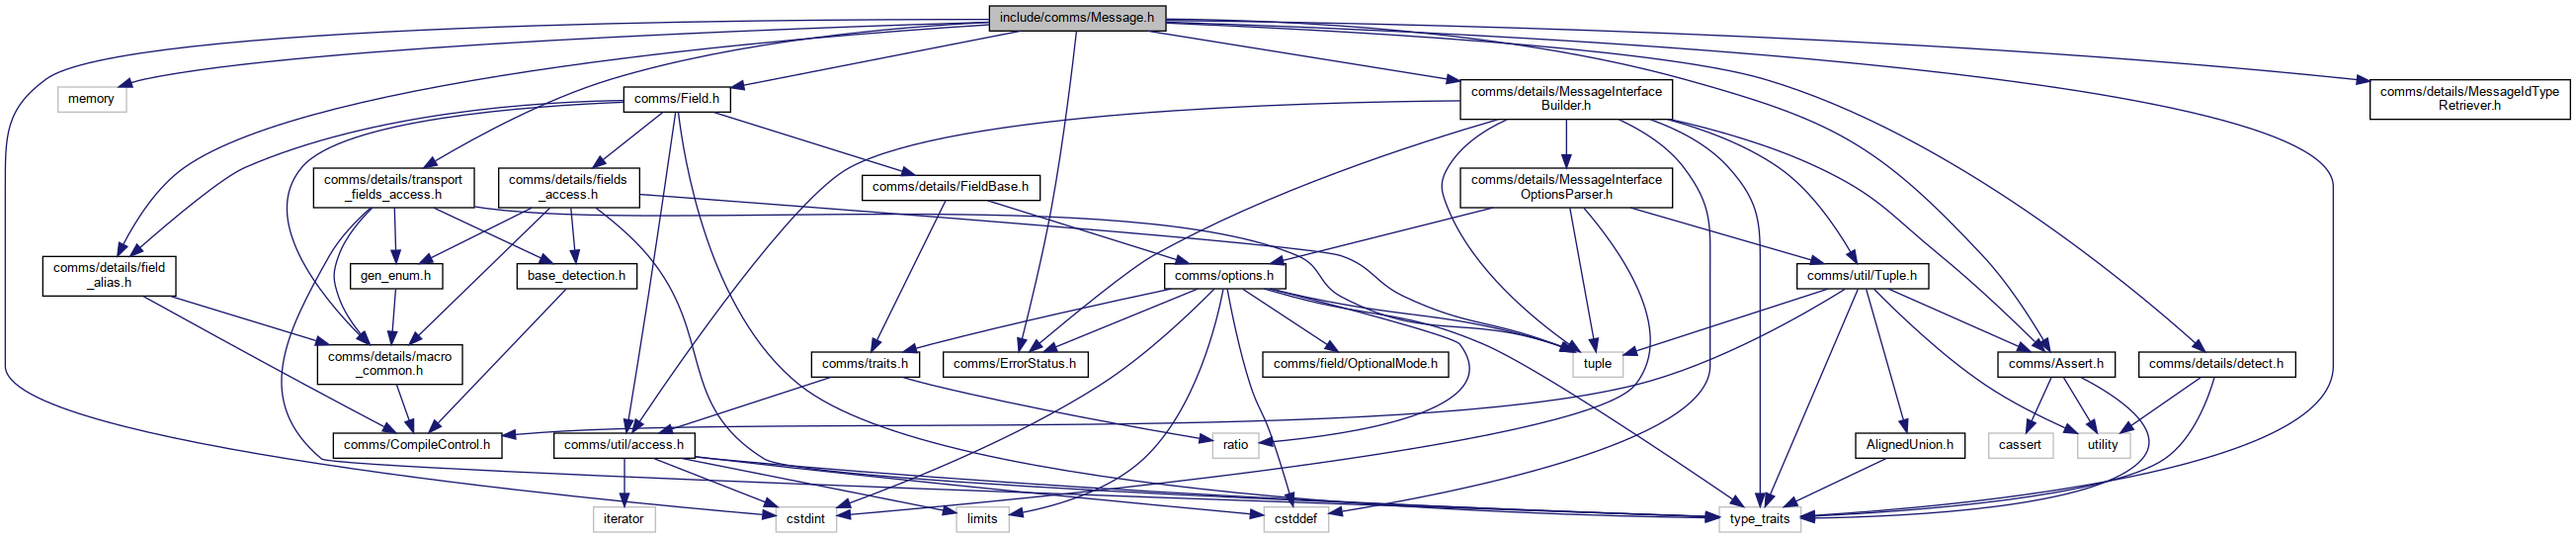 include/comms/Message.h
memory
comms/Field.h
comms/details/MessageInterface
Builder.h
comms/details/MessageIdType
Retriever.h
comms/details/transport
_fields_access.h
comms/details/fields
_access.h
comms/details/FieldBase.h
comms/details/MessageInterface
OptionsParser.h
comms/details/field
_alias.h
gen_enum.h
base_detection.h
comms/options.h
comms/util/Tuple.h
comms/details/macro
_common.h
comms/traits.h
comms/ErrorStatus.h
comms/field/OptionalMode.h
tuple
comms/Assert.h
comms/details/detect.h
comms/CompileControl.h
comms/util/access.h
ratio
AlignedUnion.h
cassert
utility
iterator
cstdint
limits
cstddef
type_traits